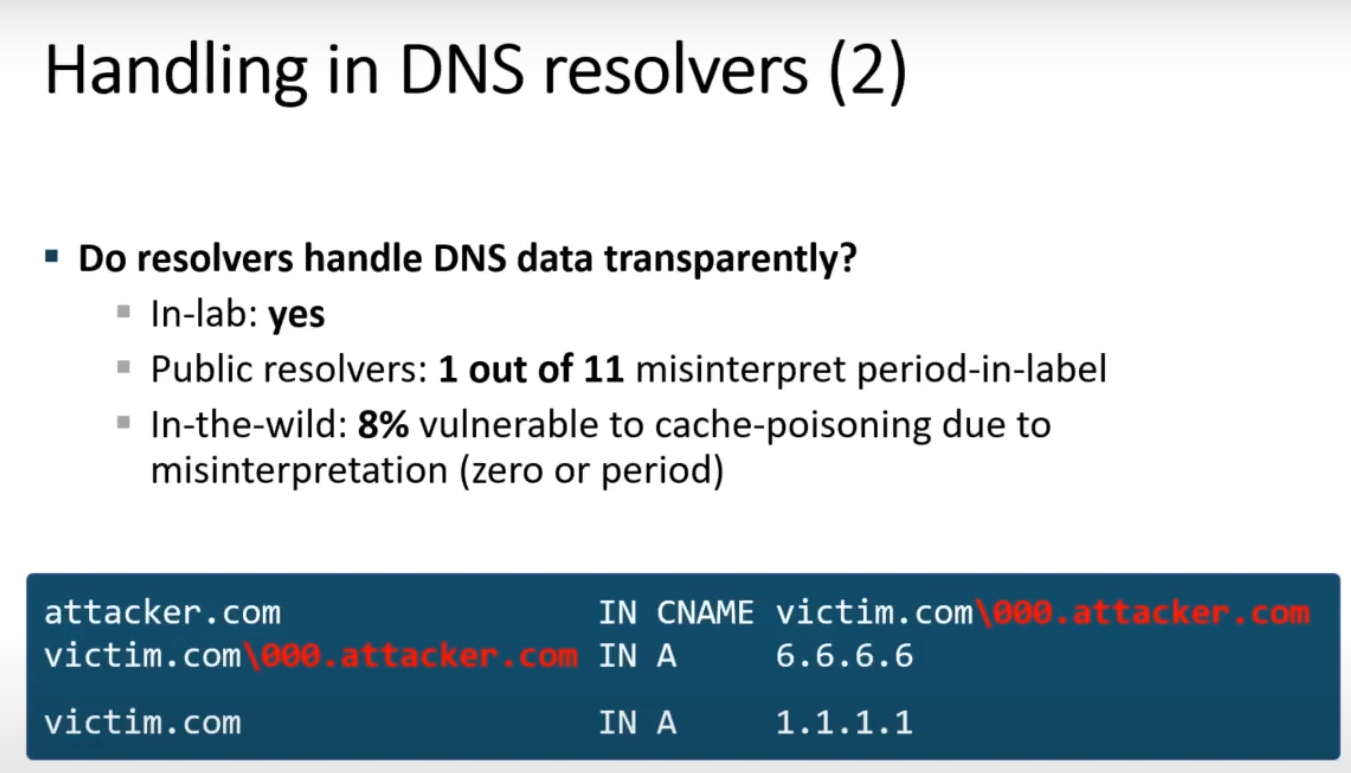 Handling in DNS resolvers (2)
▪ Do resolvers handle DNS data transparently?
▪ In-lab: yes
▪ Public resolvers: 1 out of 11 misinterpret period-in-label
▪ In-the-wild: 8% vulnerable to cache-poisoning due to
misinterpretation (zero or period)
attacker.com IN CNAME victim.com\000.attacker.com
victim.com\000.attacker.com IN A 6.6.6.6
victim.com IN A 1.1.1.1